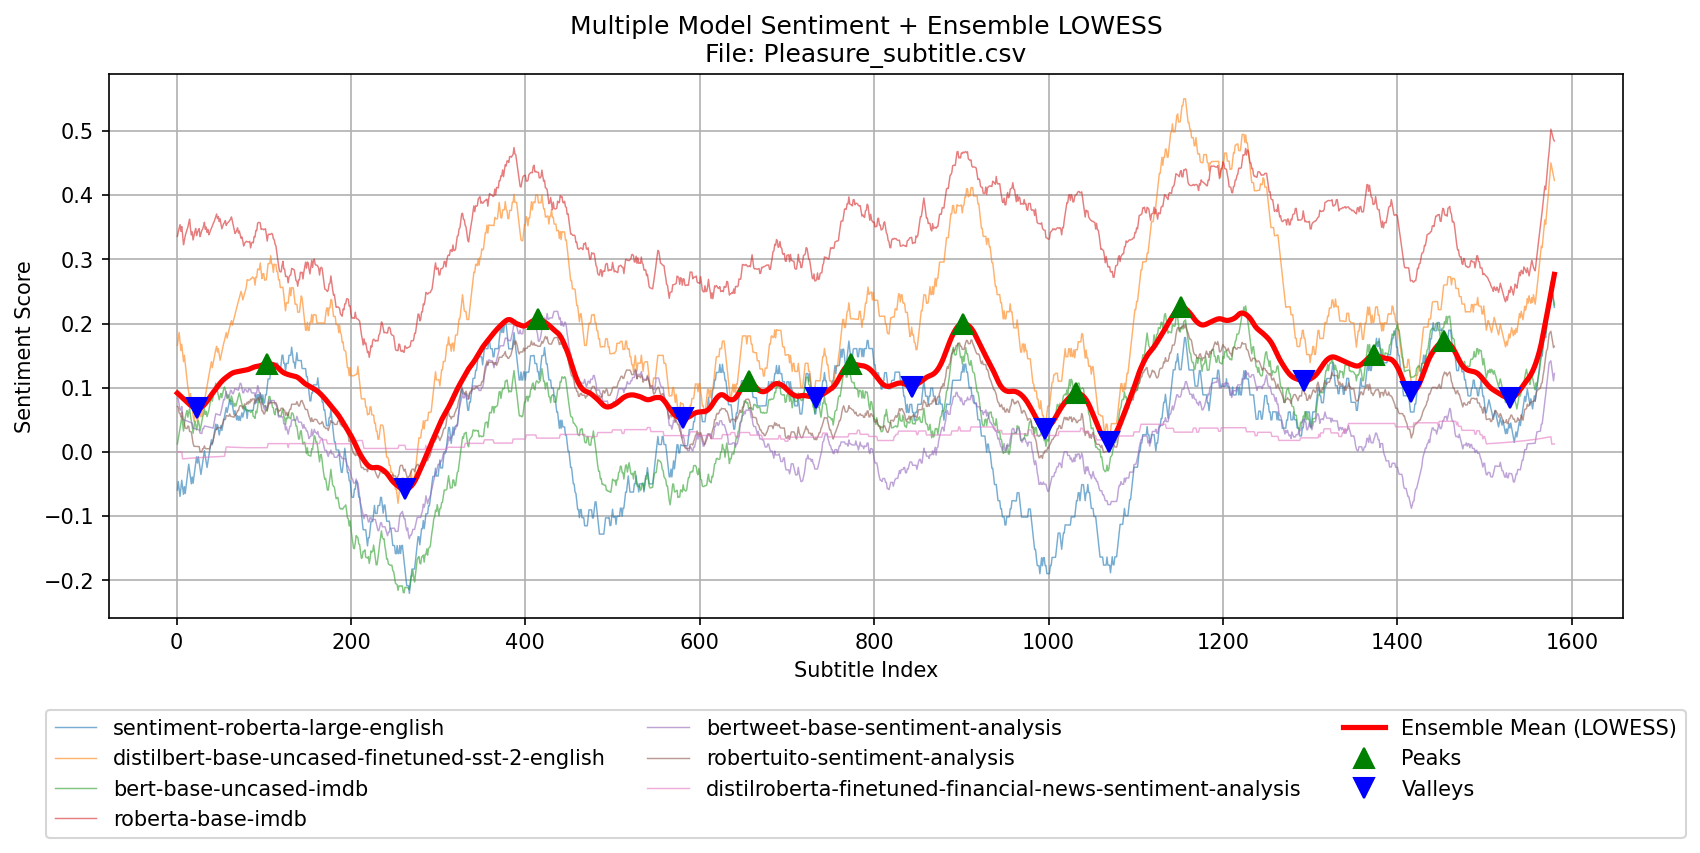 Multiple Model Sentiment + Ensemble LOWESS
File: Pleasure_subtitle.csv
Sentiment Score
0.5
0.4
0.3
0.2
0.1
0.0
−0.1
−0.2
0 200 400 600 800 1000 1200 1400 1600
Subtitle Index
sentiment-roberta-large-english
distilbert-base-uncased-finetuned-sst-2-english
bert-base-uncased-imdb
roberta-base-imdb
bertweet-base-sentiment-analysis
robertuito-sentiment-analysis
distilroberta-finetuned-financial-news-sentiment-analysis
Ensemble Mean (LOWESS)
Peaks
Valleys